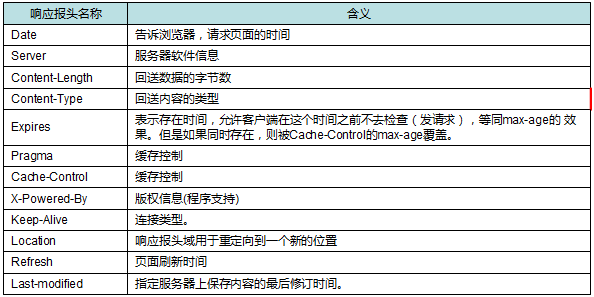 响应报头名称 含义
Date 告诉浏览器，请求页面的时间
Server 服务器软件信息
Content-Length 回送数据的字节数
Content-Type 回送内容的类型
Expires 表示存在时间，允许客户端在这个时间之前不去检查（发请求），等同max-age的 效
果。但是如果同时存在，则被Cache-Control的max-age覆盖。
Pragma 缓存控制
Cache-Control 缓存控制
X-Powered-By 版权信息(程序支持)
Keep-Alive 连接类型。
Location 响应报头域用于重定向到一个新的位置
Refresh 页面刷新时间
Last-modified 指定服务器上保存内容的最后修订时间。